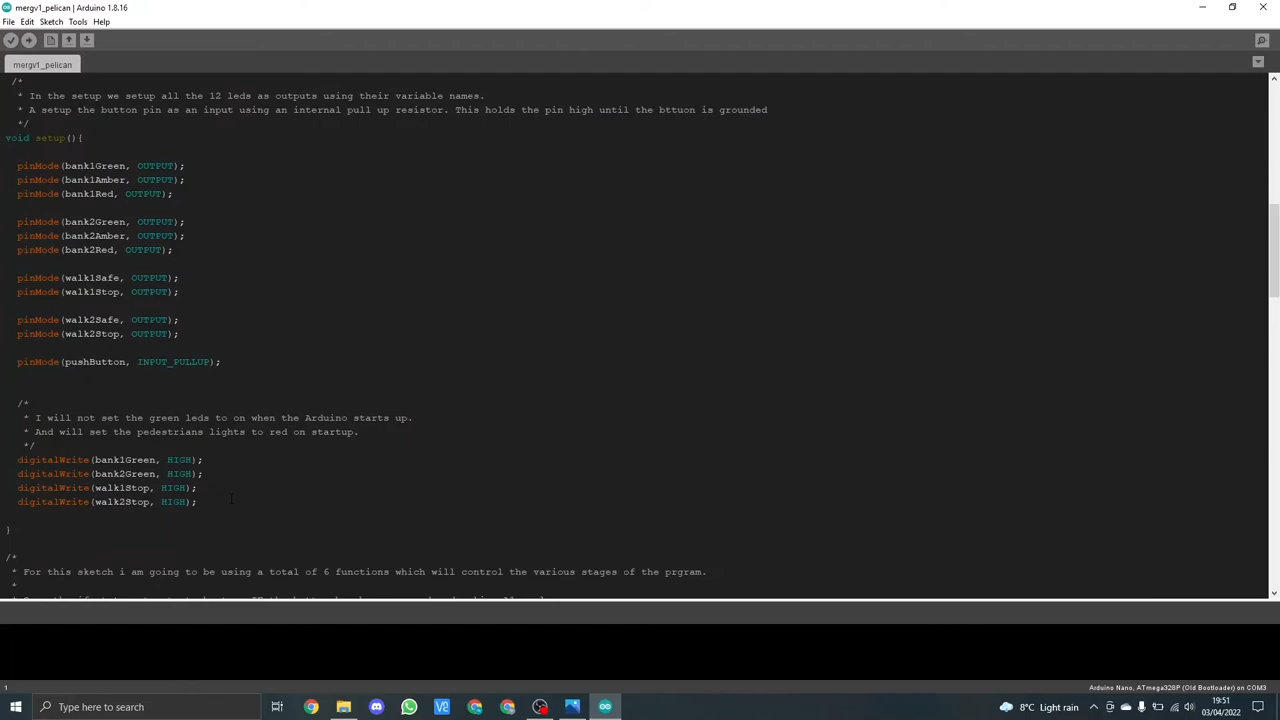 mergv1_pelican | Arduino 1.8.16
File Edit Sketch Tools Help
mergv1_pelican
/*
* In the setup we setup all the 12 leds as outputs using their variable names.
* A setup the button pin as an input using an internal pull up resistor. This holds the pin high until the bttuon is grounded
*/
void setup(){
pinMode(bank1Green, OUTPUT);
pinMode(bank1Amber, OUTPUT);
pinMode(bank1Red, OUTPUT);
pinMode(bank2Green, OUTPUT);
pinMode(bank2Amber, OUTPUT);
pinMode(bank2Red, OUTPUT);
pinMode(walk1Safe, OUTPUT);
pinMode(walk1Stop, OUTPUT);
pinMode(walk2Safe, OUTPUT);
pinMode(walk2Stop, OUTPUT);
pinMode(pushButton, INPUT_PULLUP);
/*
* I will not set the green leds to on when the Arduino starts up.
* And will set the pedestrians lights to red on startup.
*/
digitalWrite(bank1Green, HIGH);
digitalWrite(bank2Green, HIGH);
digitalWrite(walk1Stop, HIGH);
digitalWrite(walk2Stop, HIGH);
}
/*
* For this sketch i am going to be using a total of 6 functions which will control the various stages of the prgram.
*
1
Arduino Nano, ATmega328P (Old Bootloader) on COM3
Type here to search
8°C Light rain
19:51
03/04/2022